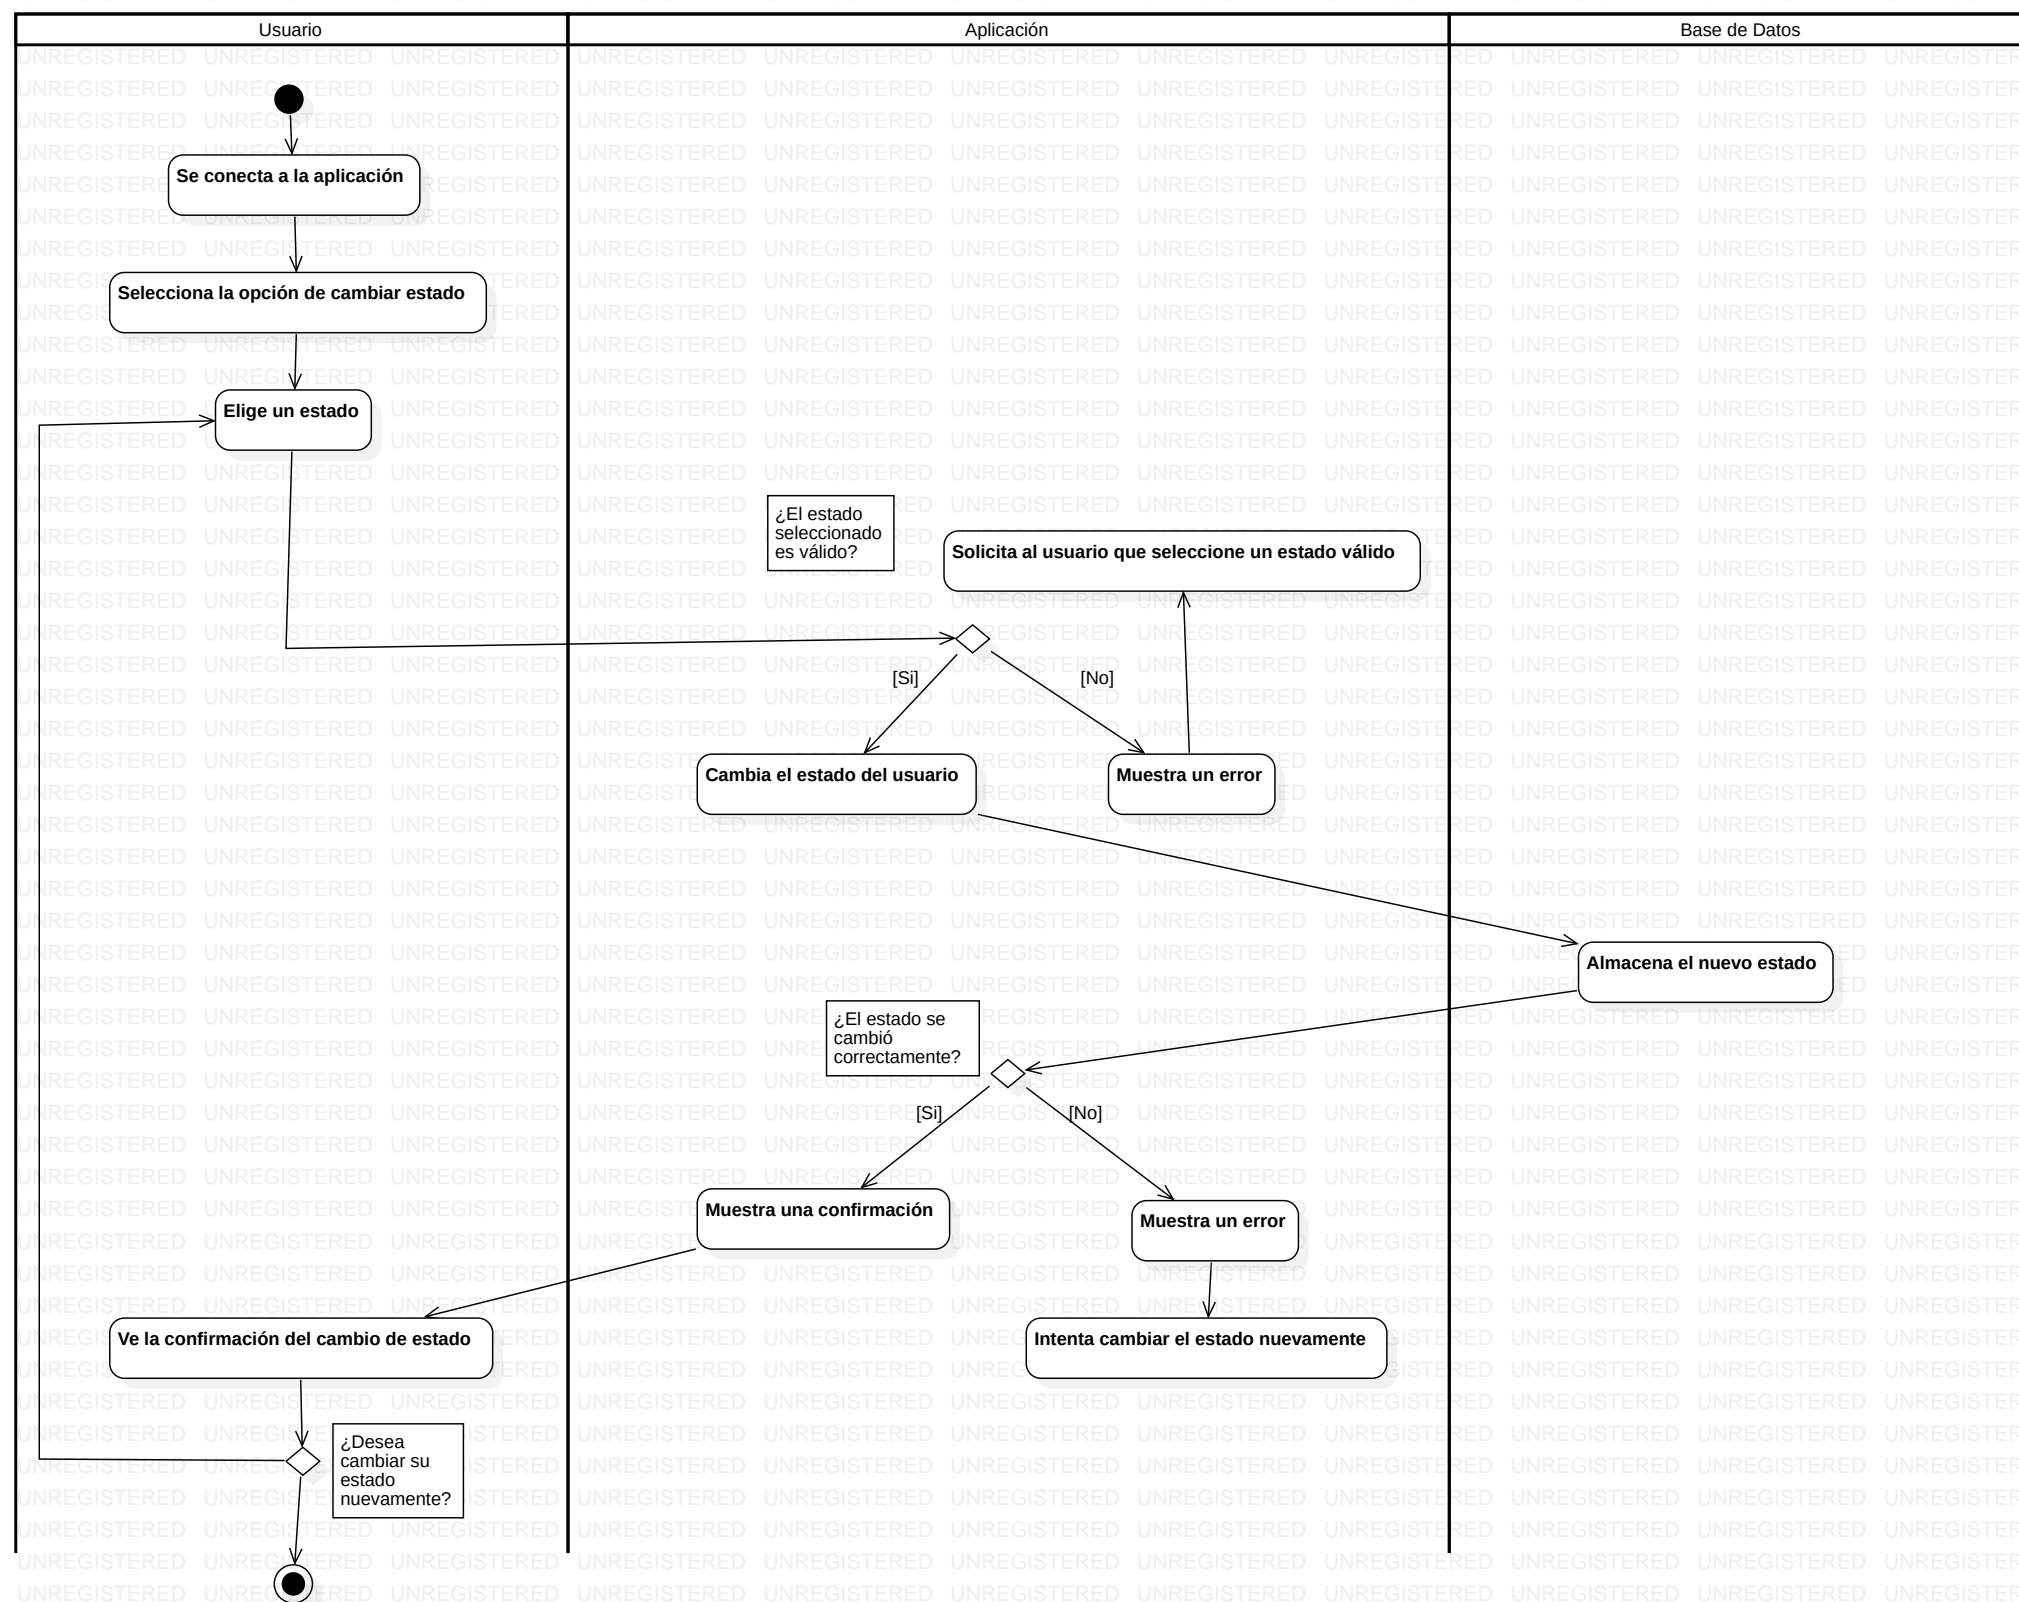 Usuario
Aplicación
Base de Datos
Se conecta a la aplicación
Selecciona la opción de cambiar estado
Elige un estado
¿El estado
seleccionado
es válido?
Solicita al usuario que seleccione un estado válido
[Si]
[No]
Cambia el estado del usuario
Muestra un error
Almacena el nuevo estado
¿El estado se
cambió
correctamente?
[Si]
[No]
Muestra una confirmación
Muestra un error
Ve la confirmación del cambio de estado
Intenta cambiar el estado nuevamente
¿Desea
cambiar su
estado
nuevamente?
UNREGISTERED